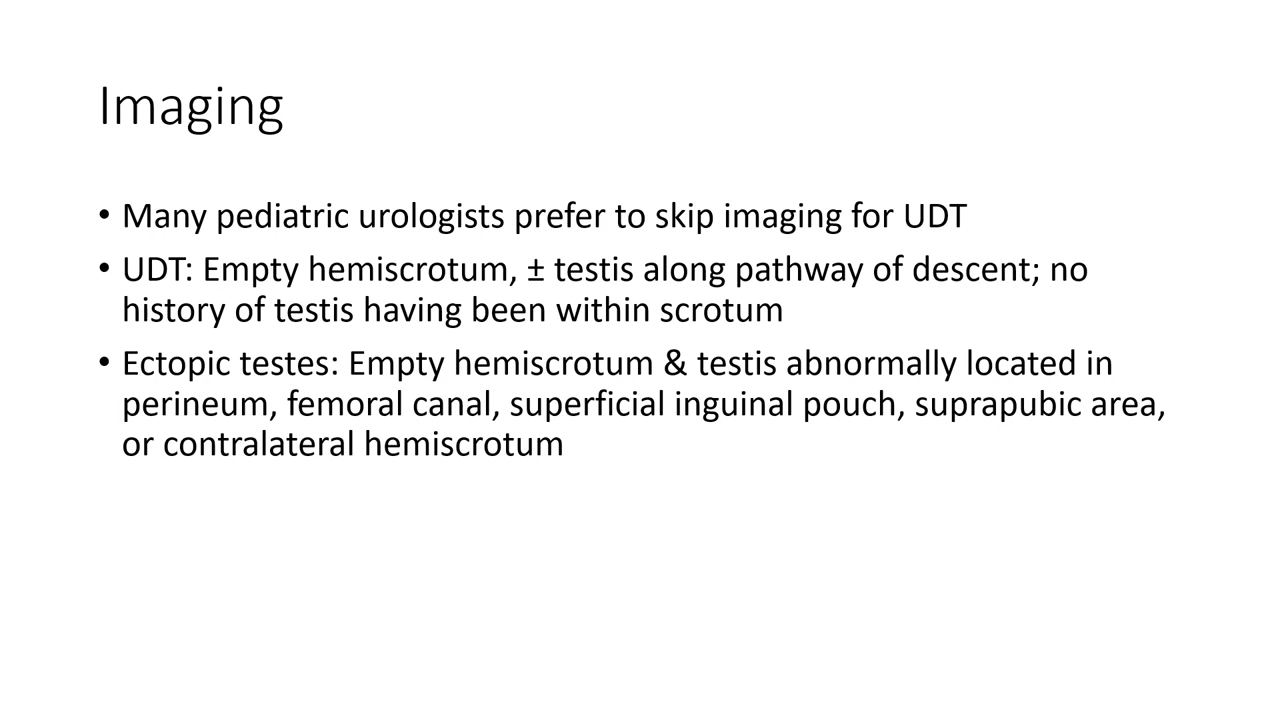 Imaging
• Many pediatric urologists prefer to skip imaging for UDT
• UDT: Empty hemiscrotum, ± testis along pathway of descent; no
history of testis having been within scrotum
• Ectopic testes: Empty hemiscrotum & testis abnormally located in
perineum, femoral canal, superficial inguinal pouch, suprapubic area,
or contralateral hemiscrotum